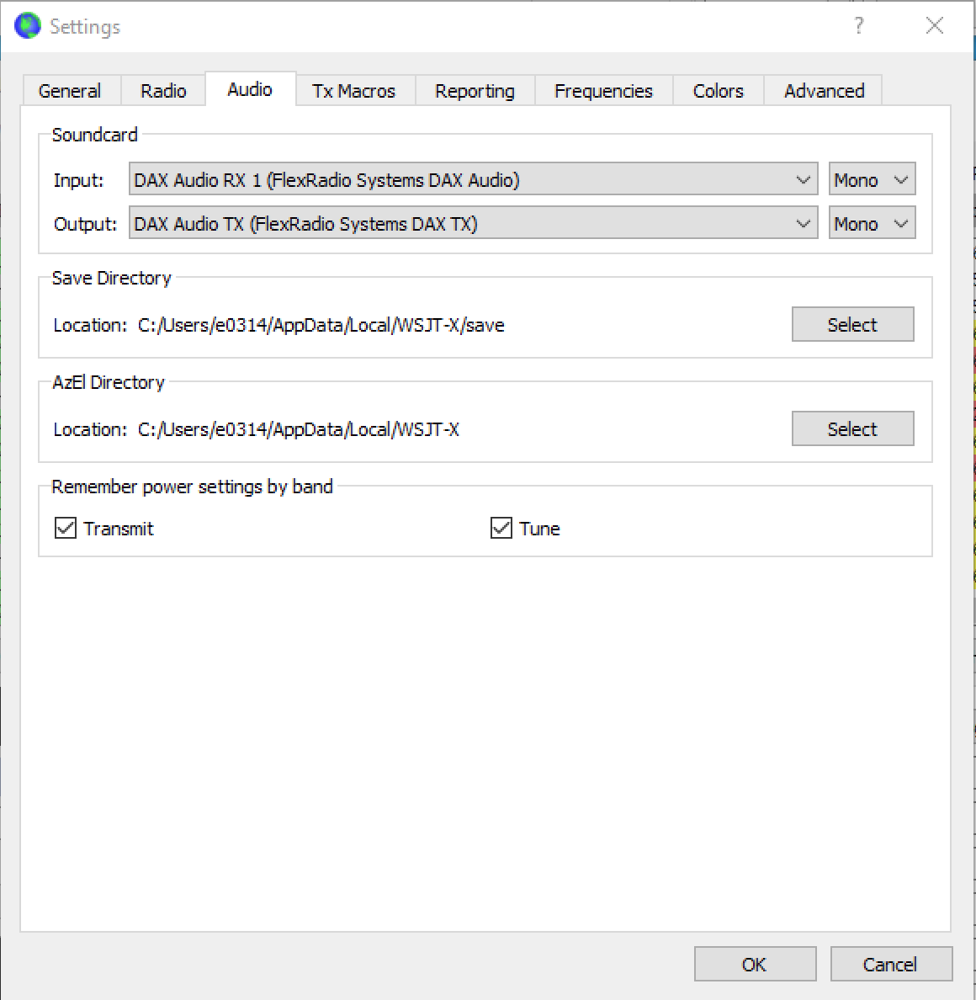 Settings ?
General Radio Audio Tx Macros Reporting Frequencies Colors Advanced
Soundcard
Input: DAX Audio RX 1 (FlexRadio Systems DAX Audio) Mono
Output: DAX Audio TX (FlexRadio Systems DAX TX) Mono
Save Directory
Location: C:/Users/e0314/AppData/Local/WSJT-X/save Select
AzEl Directory
Location: C:/Users/e0314/AppData/Local/WSJT-X Select
Remember power settings by band
Transmit Tune
OK Cancel